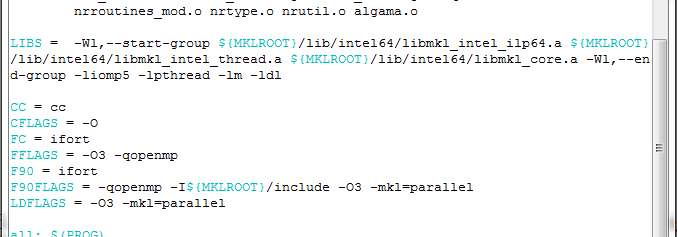 nrroutines_mod.o nrtype.o nrutil.o algama.o
LIBS =  -Wl,--start-group ${MKLROOT}/lib/intel64/libmkl_intel_ilp64.a ${MKLROOT}
/lib/intel64/libmkl_intel_thread.a ${MKLROOT}/lib/intel64/libmkl_core.a -Wl,--en
d-group -liomp5 -lpthread -lm -ldl
CC = cc
CFLAGS = -O
FC = ifort
FFLAGS = -O3 -qopenmp
F90 = ifort
F90FLAGS = -qopenmp -I${MKLROOT}/include -O3 -mkl=parallel
LDFLAGS = -O3 -mkl=parallel
all: ${PROG}